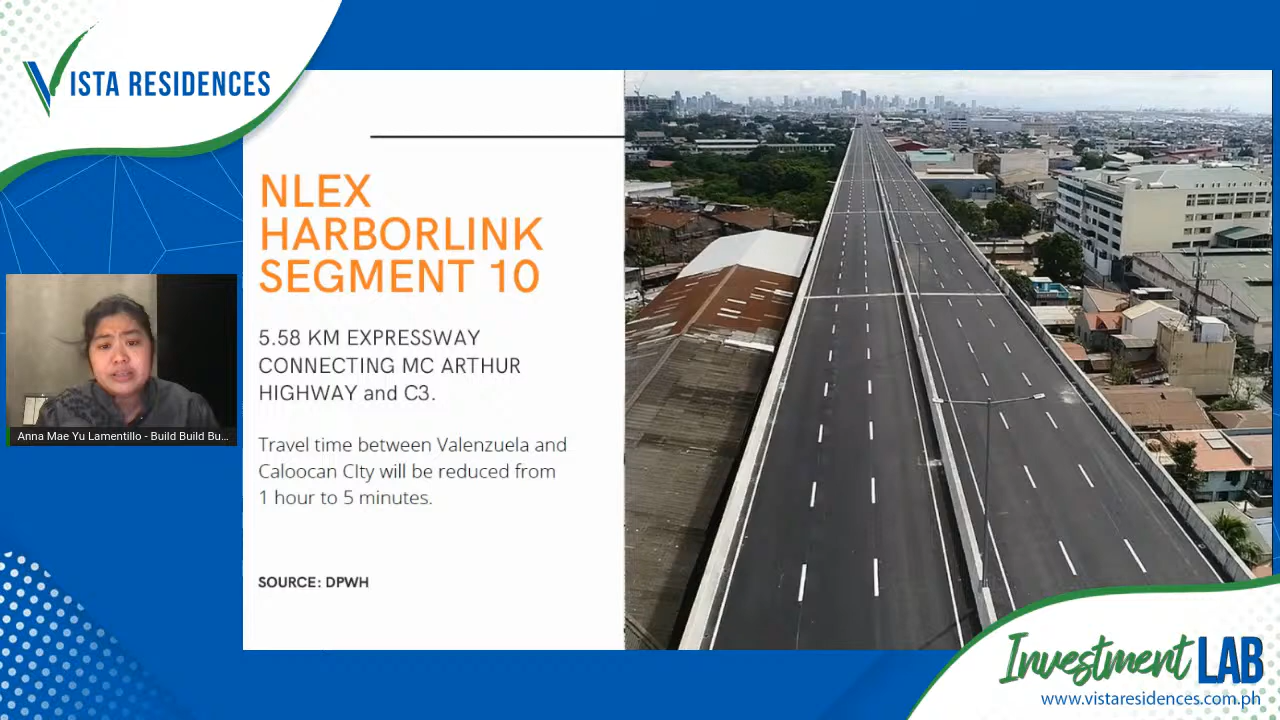 VISTA RESIDENCES
NLEX
HARBORLINK
SEGMENT 10
5.58 KM EXPRESSWAY
CONNECTING MC ARTHUR
HIGHWAY and C3.
Travel time between Valenzuela and
Caloocan CIty will be reduced from
1 hour to 5 minutes.
SOURCE: DPWH
Anna Mae Yu Lamentillo - Build Build Bu...
Investment LAB
www.vistaresidences.com.ph